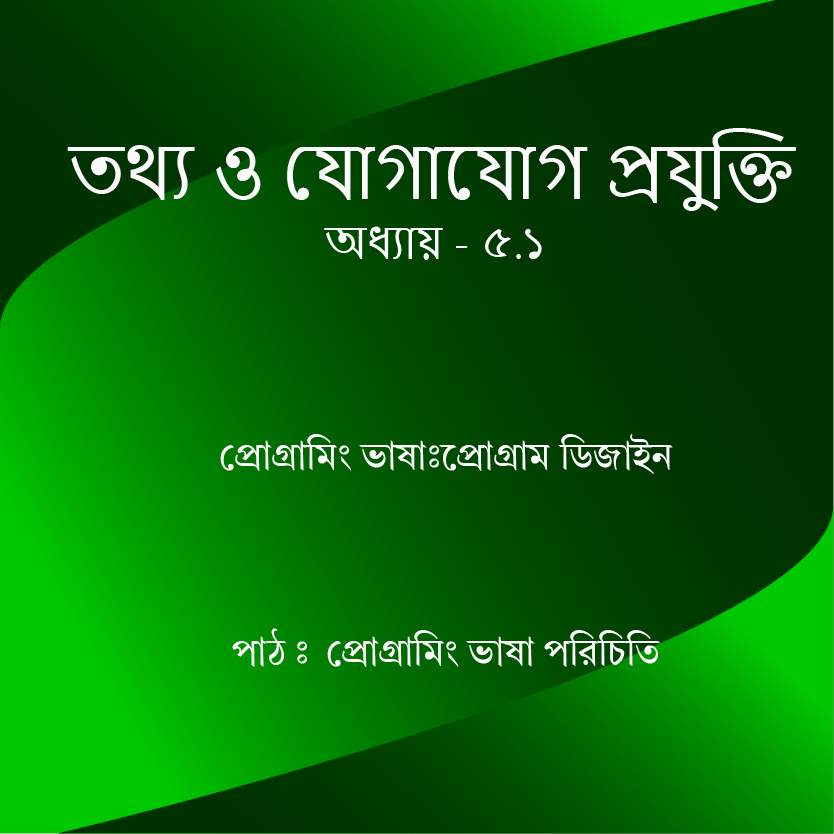 তথ্য ও যোগাযোগ প্রযুক্তি
অধ্যায় - ৫.১
প্রোগ্রামিং ভাষাঃপ্রোগ্রাম ডিজাইন
পাঠ ঃ প্রোগ্রামিং ভাষা পরিচিতি